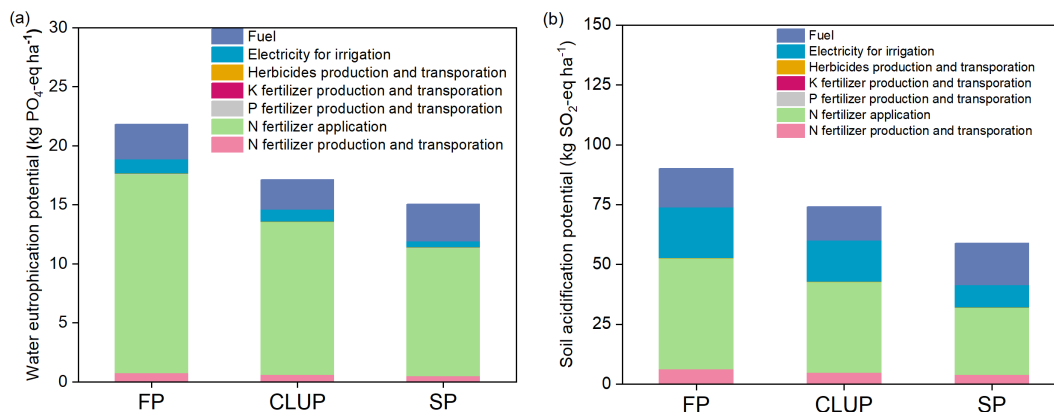 (a)
Water eutrophication potential (kg PO4-eq ha-1)
30
25
20
15
10
5
0
Fuel
Electricity for irrigation
Herbicides production and transporation
K fertilizer production and transporation
P fertilizer production and transporation
N fertilizer application
N fertilizer production and transporation
FP CLUP SP
(b)
Soil acidification potential (kg SO2-eq ha-1)
150
125
100
75
50
25
0
Fuel
Electricity for irrigation
Herbicides production and transporation
K fertilizer production and transporation
P fertilizer production and transporation
N fertilizer application
N fertilizer production and transporation
FP CLUP SP